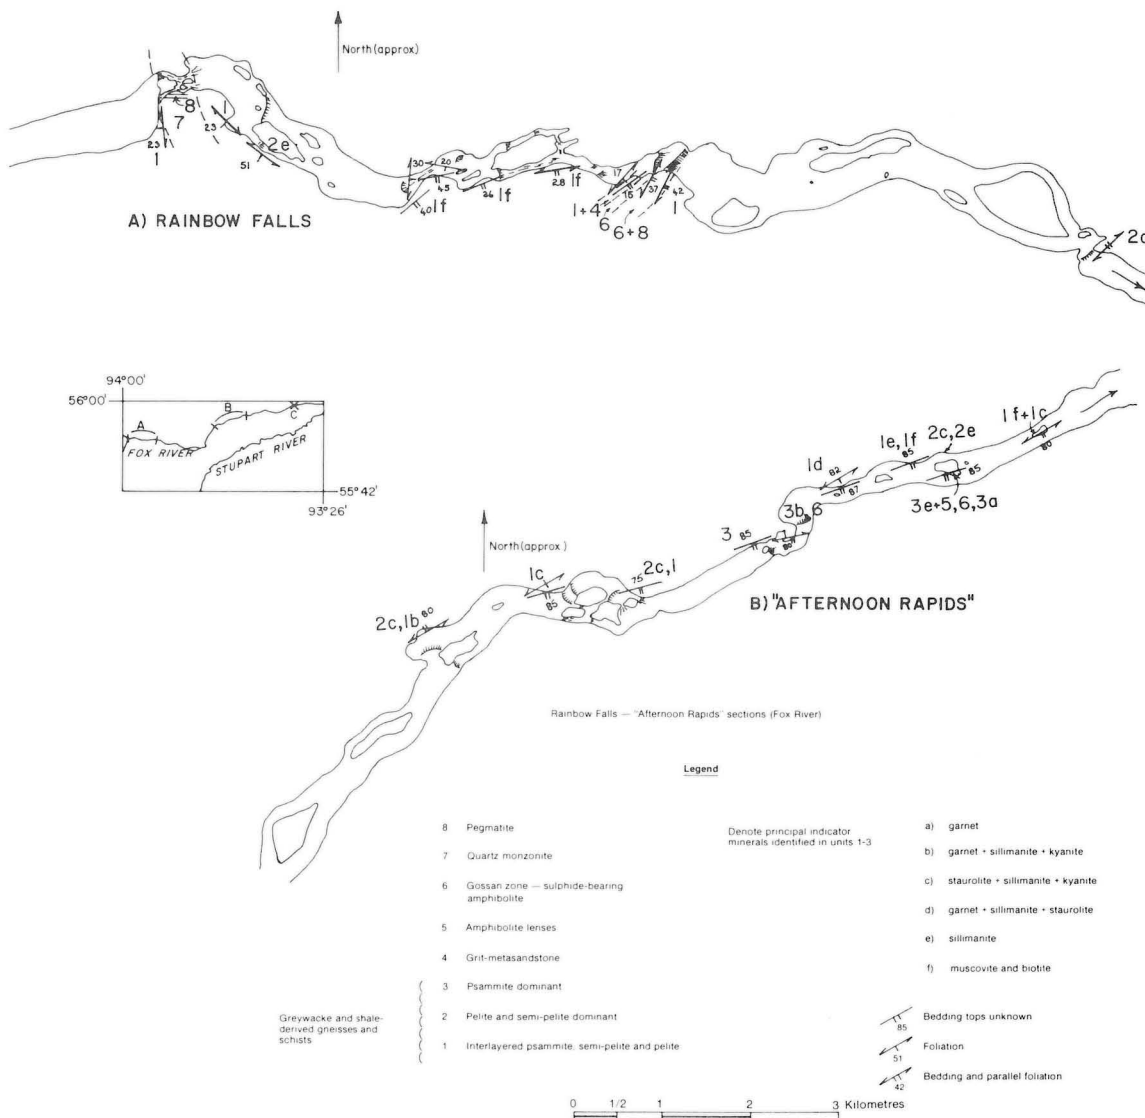 North (approx)
8
7
23
1
1
23
2e
51
30
20
45
1f
40
26
1f
28
1f
17
16
37
42
1+4
6
6+8
1
A) RAINBOW FALLS
94°00'
56°00'
A
B
C
FOX RIVER
STUPART RIVER
55°42'
93°26'
North (approx.)
1f+1c
80
2c,2e
1e,1f
85
85
1d
82
87
3e+5,6,3a
3b,6
3
85
80
1c
80
75
2c,1
2c,1b
80
B) "AFTERNOON RAPIDS"
Rainbow Falls — "Afternoon Rapids" sections (Fox River)
Legend
8 Pegmatite
7 Quartz monzonite
6 Gossan zone — sulphide-bearing
amphibolite
5 Amphibolite lenses
4 Grit-metasandstone
3 Psammite dominant
2 Pelite and semi-pelite dominant
1 Interlayered psammite, semi-pelite and pelite
Greywacke and shale-
derived gneisses and
schists
Denote principal indicator
minerals identified in units 1-3
a) garnet
b) garnet + sillimanite + kyanite
c) staurolite + sillimanite + kyanite
d) garnet + sillimanite + staurolite
e) sillimanite
f) muscovite and biotite
85 Bedding tops unknown
51 Foliation
42 Bedding and parallel foliation
0 1/2 1 2 3 Kilometres